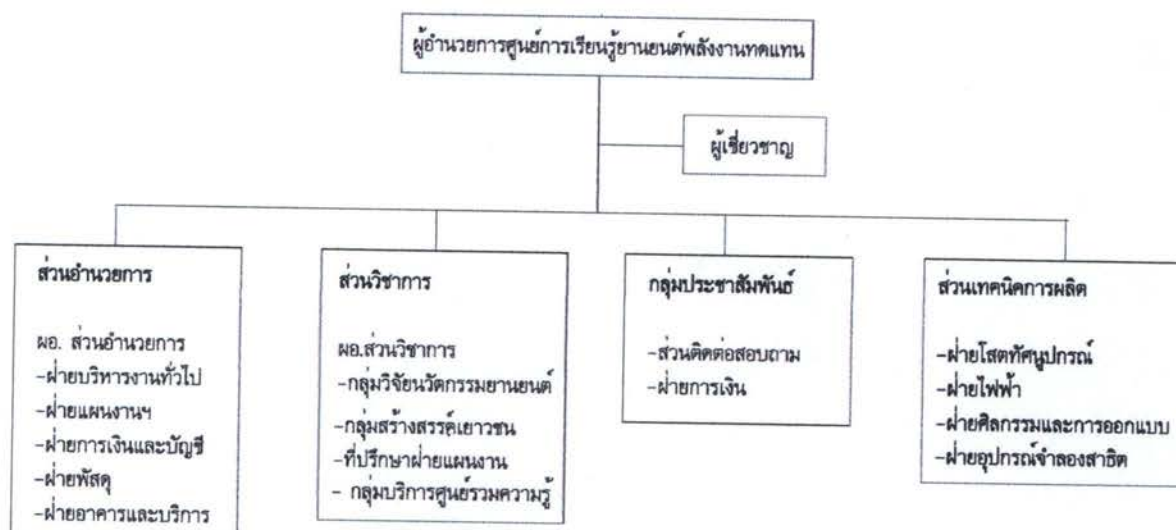 ผู้อำนวยการศูนย์การเรียนรู้ยานยนต์พลังงานทดแทน
ผู้เชี่ยวชาญ
ส่วนอำนวยการ
ผอ. ส่วนอำนวยการ
-ฝ่ายบริหารงานทั่วไป
-ฝ่ายแผนงานฯ
-ฝ่ายการเงินและบัญชี
-ฝ่ายพัสดุ
-ฝ่ายอาคารและบริการ
ส่วนวิชาการ
ผอ.ส่วนวิชาการ
-กลุ่มวิจัยนวัตกรรมยานยนต์
-กลุ่มสร้างสรรค์เยาวชน
-ที่ปรึกษาฝ่ายแผนงาน
- กลุ่มบริการศูนย์รวมความรู้
กลุ่มประชาสัมพันธ์
-ส่วนติดต่อสอบถาม
-ฝ่ายการเงิน
ส่วนเทคนิคการผลิต
-ฝ่ายโสตทัศนูปกรณ์
-ฝ่ายไฟฟ้า
-ฝ่ายศิลกรรมและการออกแบบ
-ฝ่ายอุปกรณ์จำลองสาธิต